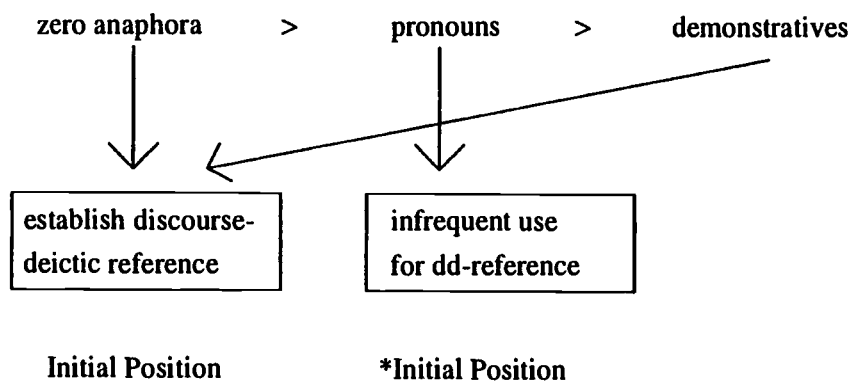 zero anaphora > pronouns > demonstratives
establish discourse-
deictic reference
infrequent use
for dd-reference
Initial Position *Initial Position